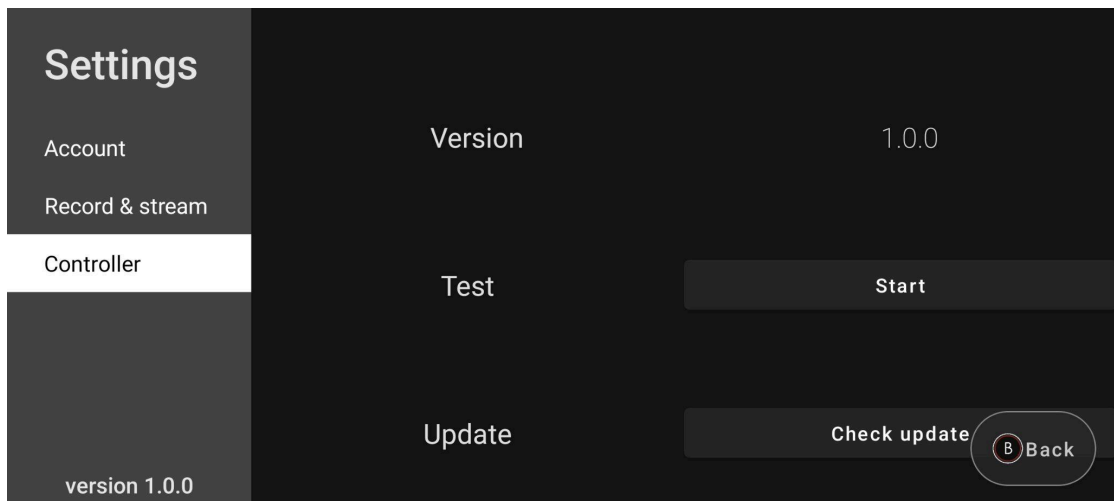 Settings
Account
Record & stream
Controller
version 1.0.0
Version 1.0.0
Test Start
Update Check update
B Back